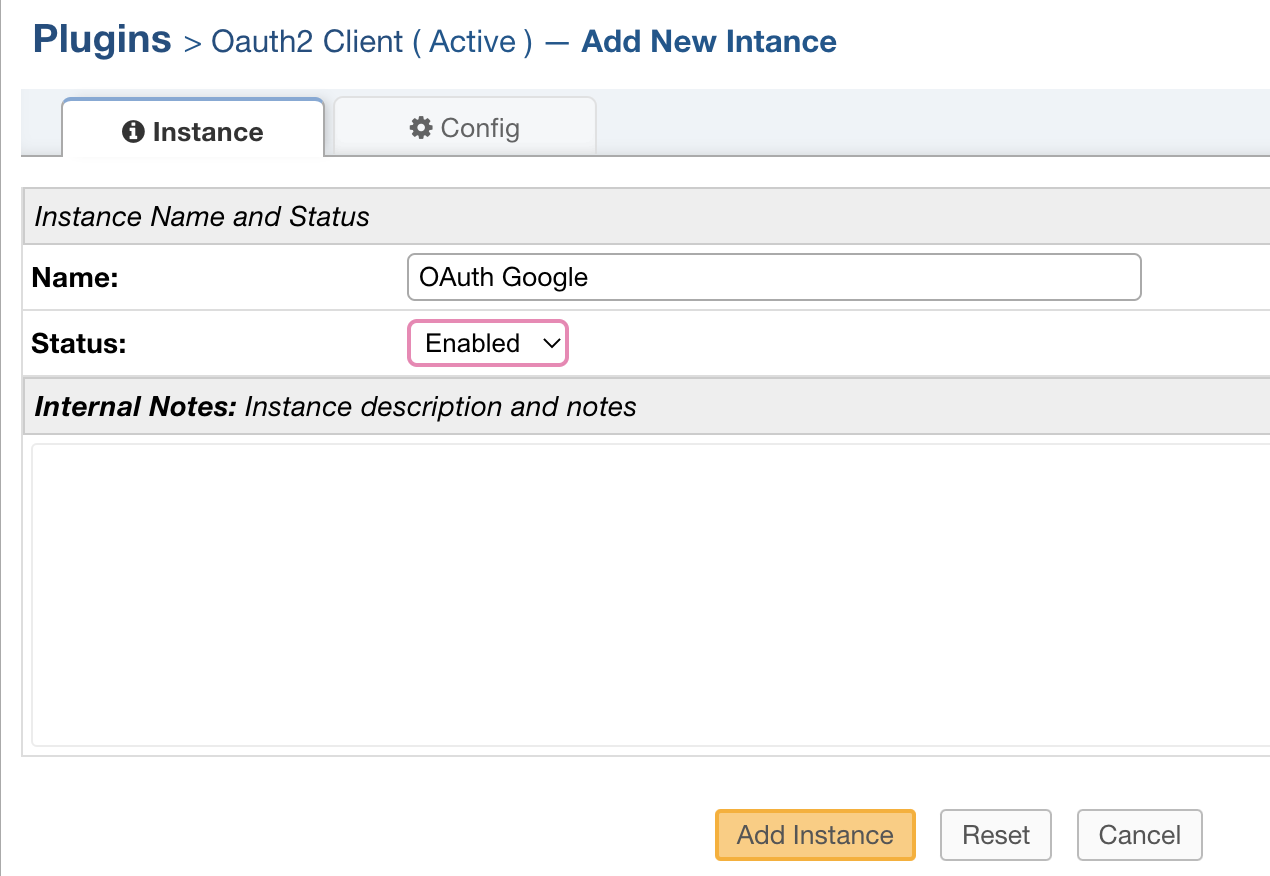 Plugins > Oauth2 Client ( Active ) — Add New Intance
Instance Config
Instance Name and Status
Name: OAuth Google
Status: Enabled
Internal Notes: Instance description and notes
Add Instance Reset Cancel